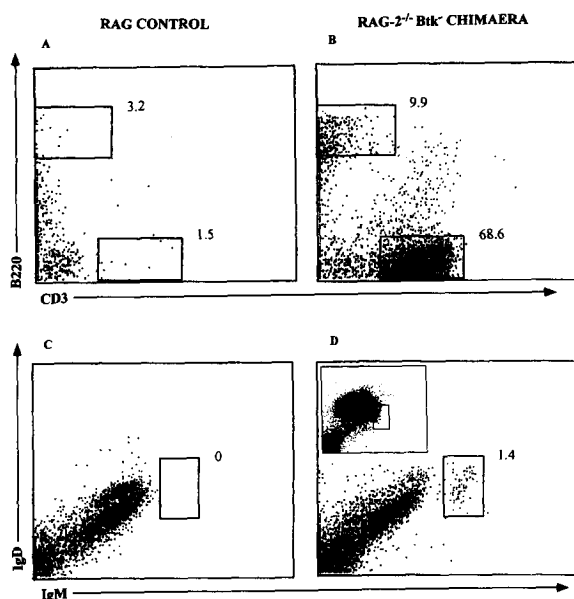 RAG CONTROL
RAG-2-/- Btk- CHIMAERA
A
B
3.2
9.9
1.5
68.6
B220
CD3
C
D
0
1.4
IgD
IgM